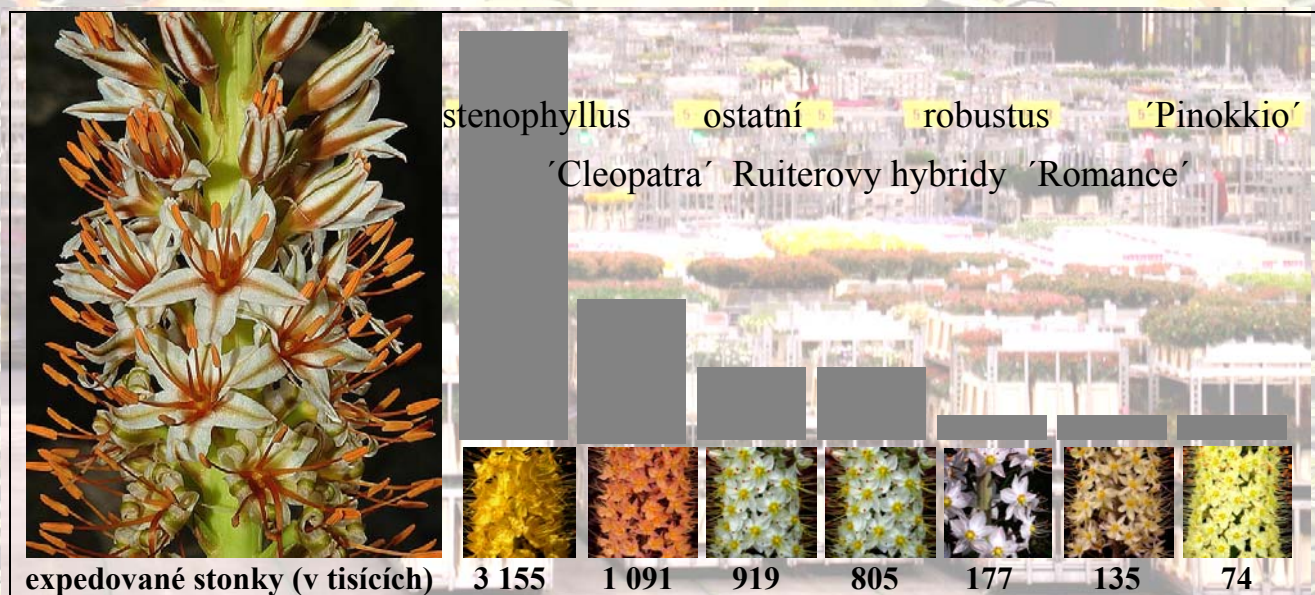 stenophyllus ostatní robustus ´Pinokkio´
´Cleopatra´ Ruiterovy hybridy ´Romance´
expedované stonky (v tisících) 3 155 1 091 919 805 177 135 74